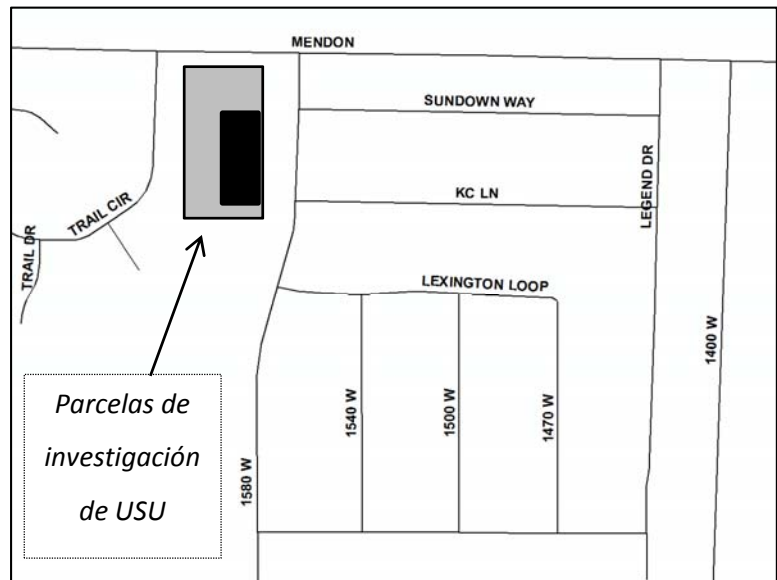 MENDON
SUNDOWN WAY
LEGEND DR
KC LN
TRAIL CIR
TRAIL DR
LEXINGTON LOOP
1400 W
1540 W
1500 W
1470 W
1580 W
Parcelas de
investigación
de USU